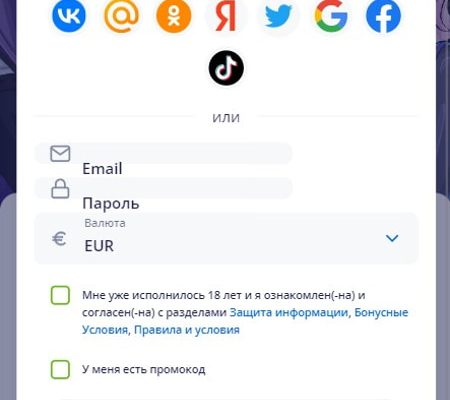 или
Email
Пароль
Валюта
€ EUR
Мне уже исполнилось 18 лет и я ознакомлен(-на) и
согласен(-на) с разделами Защита информации, Бонусные
Условия, Правила и условия
У меня есть промокод